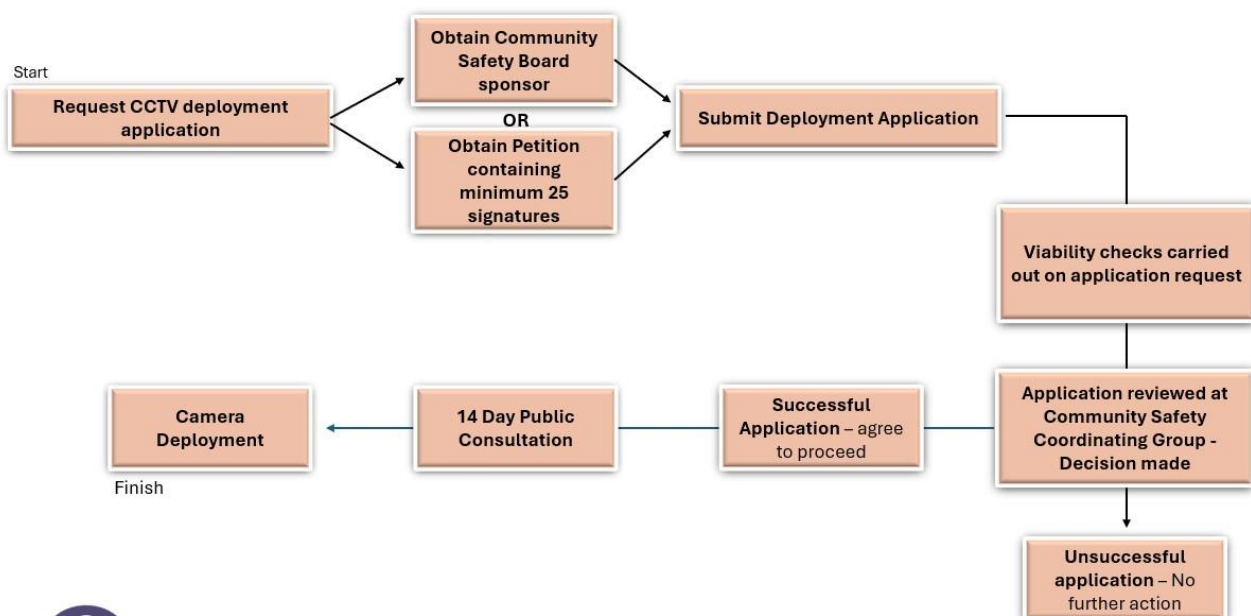 Start
Request CCTV deployment
application
Obtain Community
Safety Board
sponsor
OR
Obtain Petition
containing
minimum 25
signatures
Submit Deployment Application
Viability checks carried
out on application request
Application reviewed at
Community Safety
Coordinating Group -
Decision made
Successful
Application – agree
to proceed
14 Day Public
Consultation
Camera
Deployment
Finish
Unsuccessful
application – No
further action